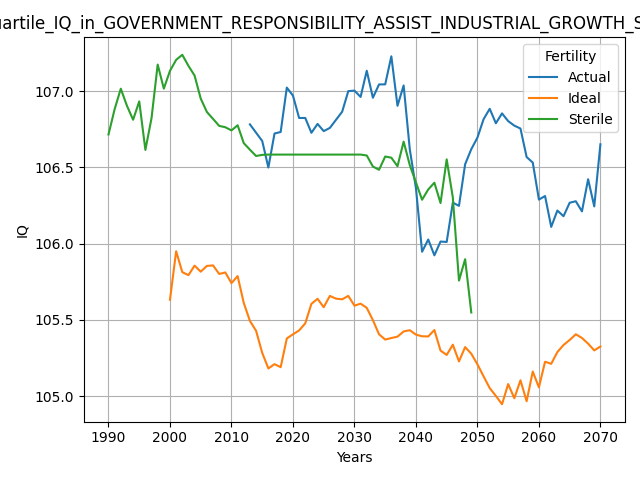 uartile_IQ_in_GOVERNMENT_RESPONSIBILITY_ASSIST_INDUSTRIAL_GROWTH_S
Fertility
Actual
Ideal
Sterile
107.0
106.5
106.0
105.5
105.0
IQ
1990 2000 2010 2020 2030 2040 2050 2060 2070
Years